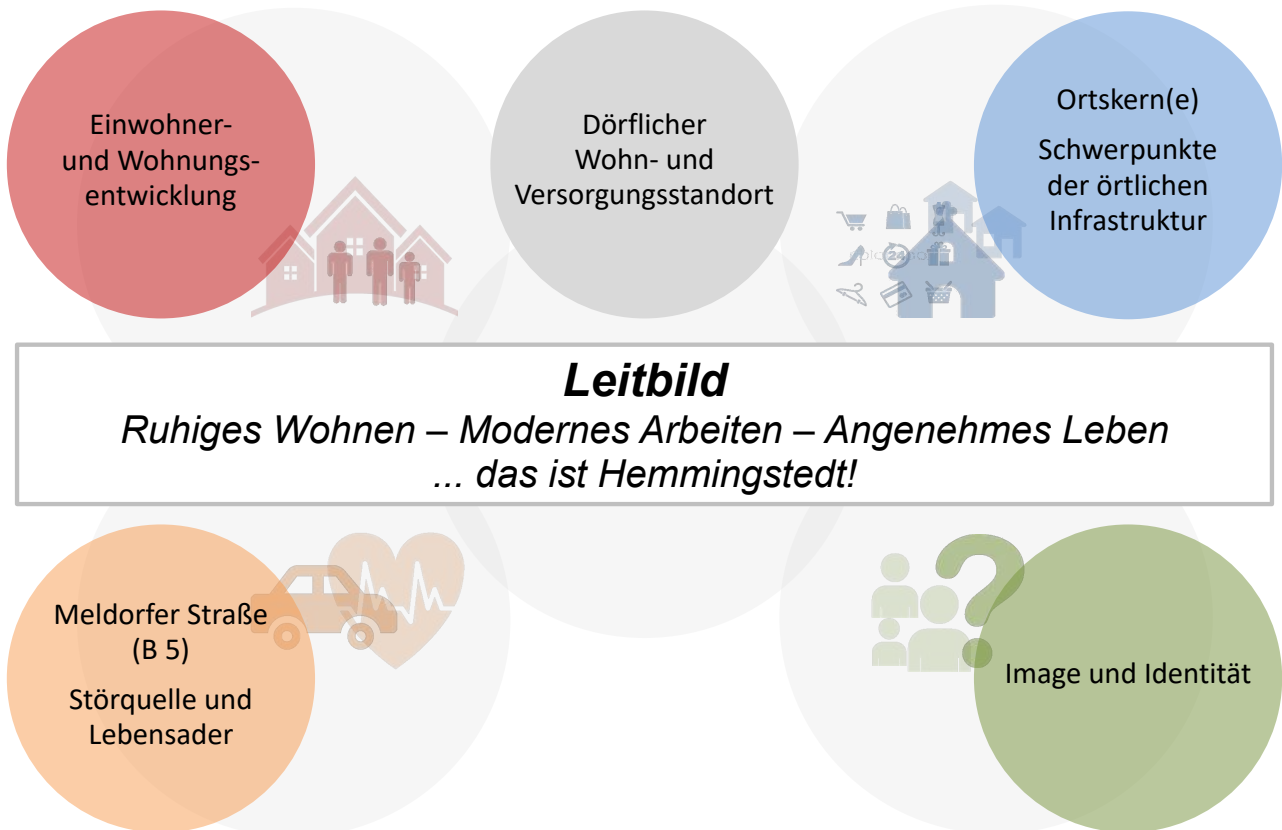 Einwohner-
und Wohnungs-
entwicklung
Dörflicher
Wohn- und
Versorgungsstandort
Ortskern(e)
Schwerpunkte
der örtlichen
Infrastruktur
24
Leitbild
Ruhiges Wohnen – Modernes Arbeiten – Angenehmes Leben
... das ist Hemmingstedt!
Meldorfer Straße
(B 5)
Störquelle und
Lebensader
Image und Identität